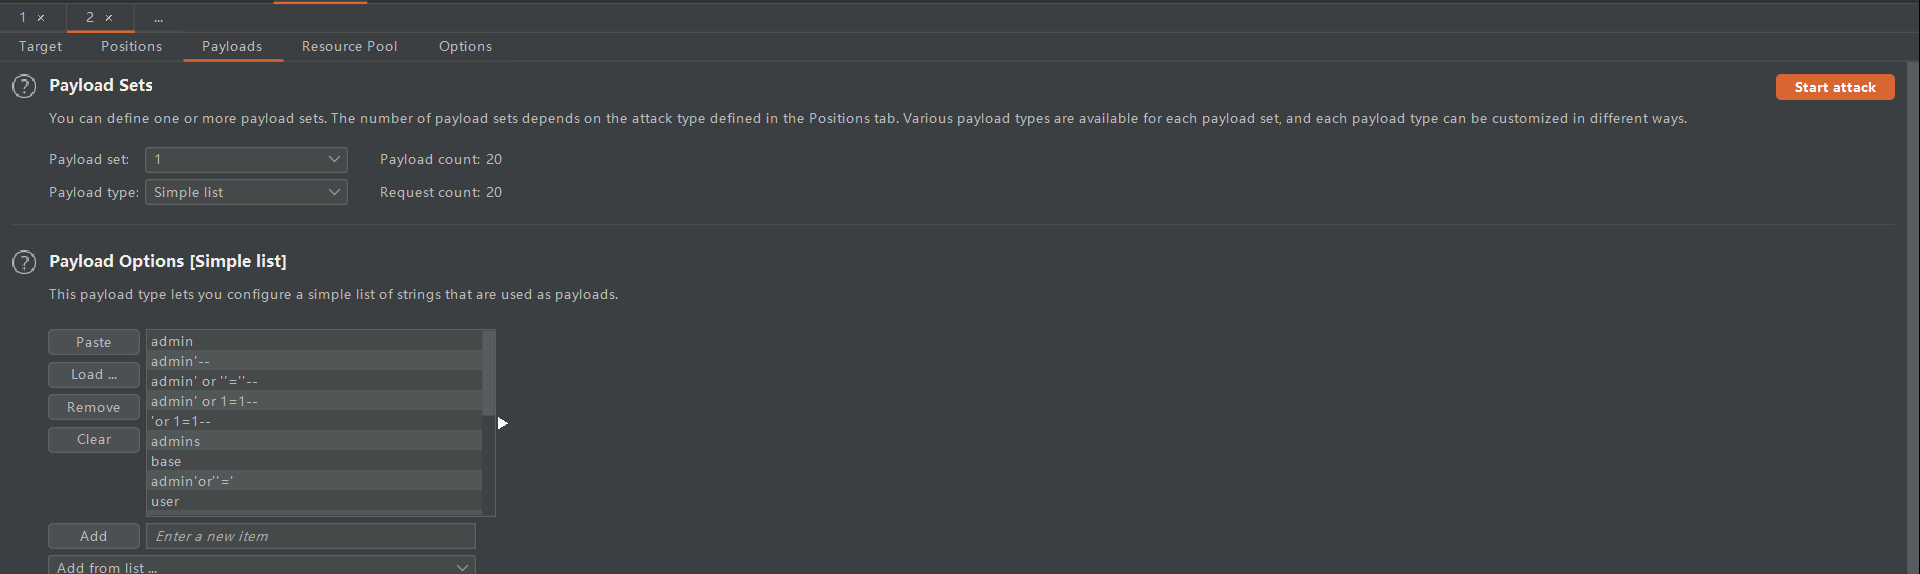 1 × 2 × ...
Target Positions Payloads Resource Pool Options
? Payload Sets Start attack
You can define one or more payload sets. The number of payload sets depends on the attack type defined in the Positions tab. Various payload types are available for each payload set, and each payload type can be customized in different ways.
Payload set: 1 Payload count: 20
Payload type: Simple list Request count: 20
? Payload Options [Simple list]
This payload type lets you configure a simple list of strings that are used as payloads.
Paste
Load ...
Remove
Clear
admin
admin'--
admin' or ''=''--
admin' or 1=1--
'or 1=1--
admins
base
admin'or''='
user
Add Enter a new item
Add from list ...